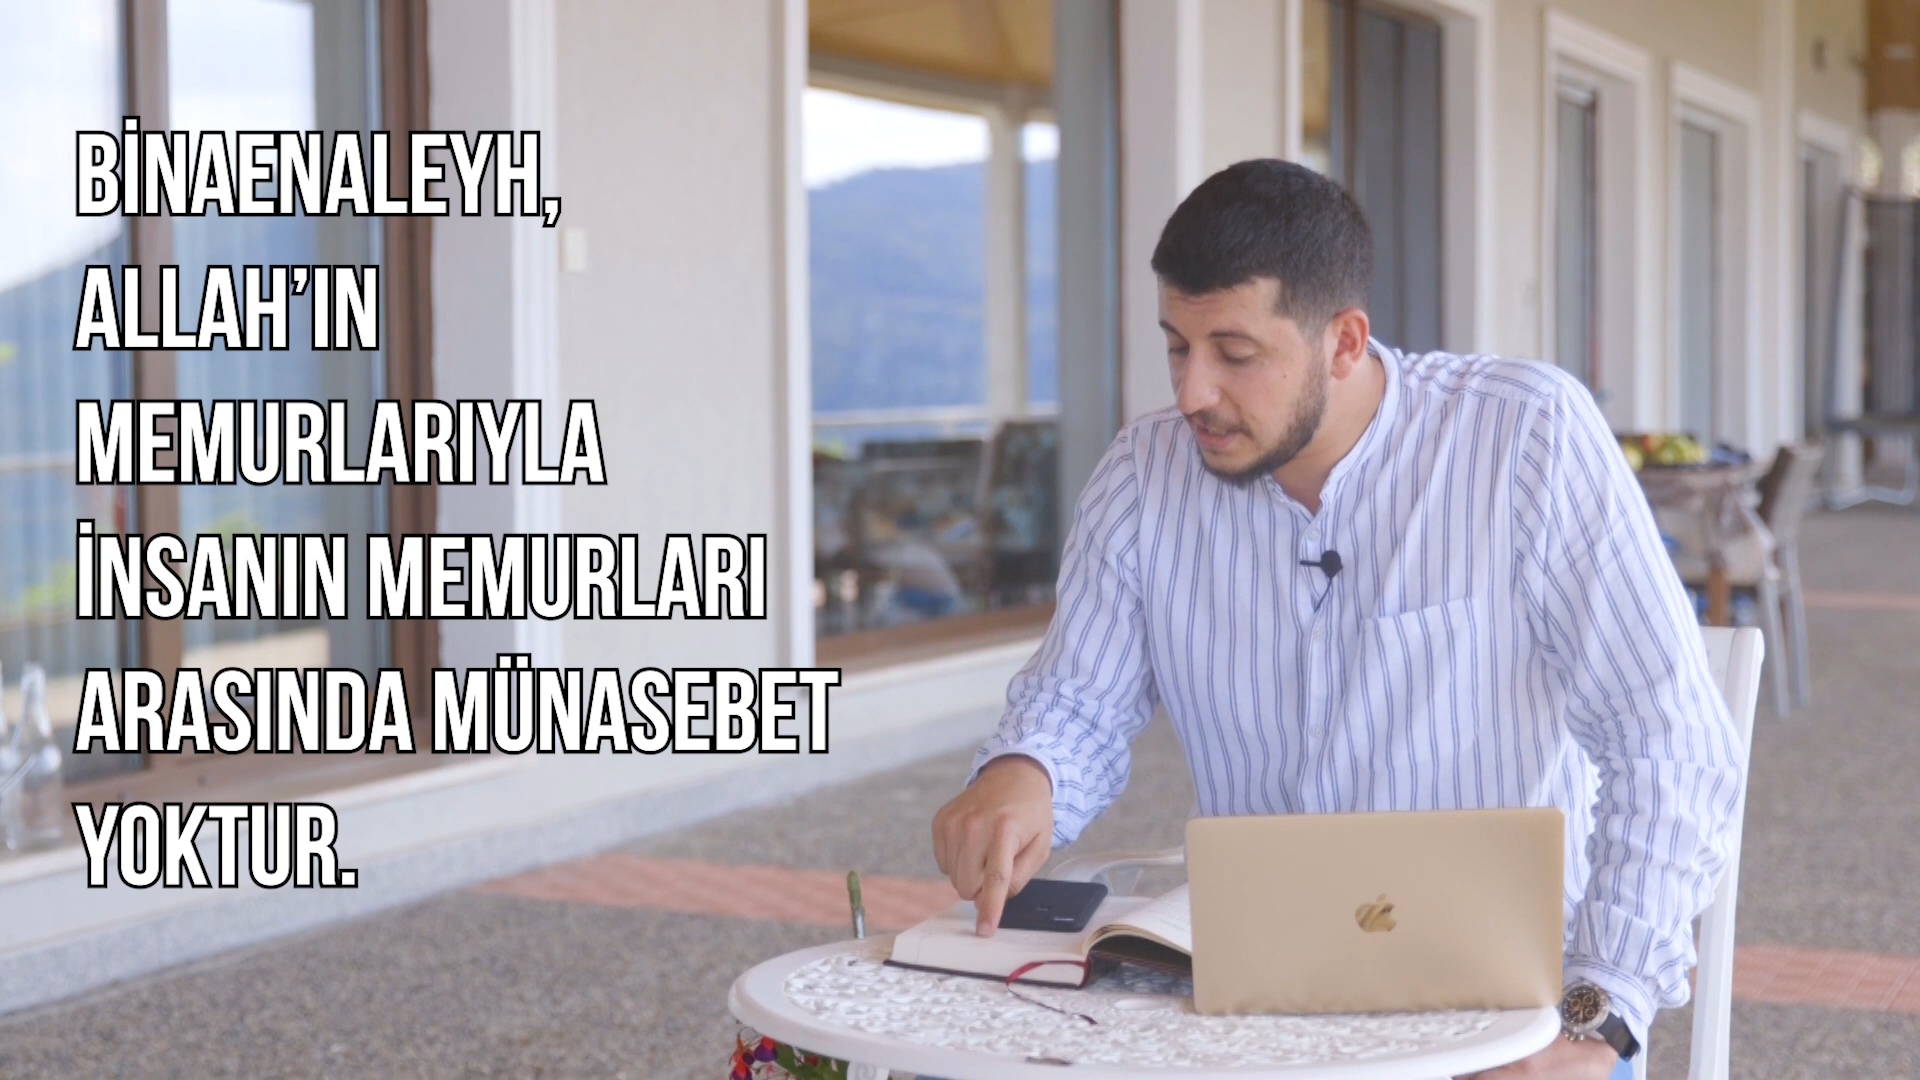 BİNAENALEYH,
ALLAH’IN
MEMURLARIYLA
İNSANIN MEMURLARI
ARASINDA MÜNASEBET
YOKTUR.